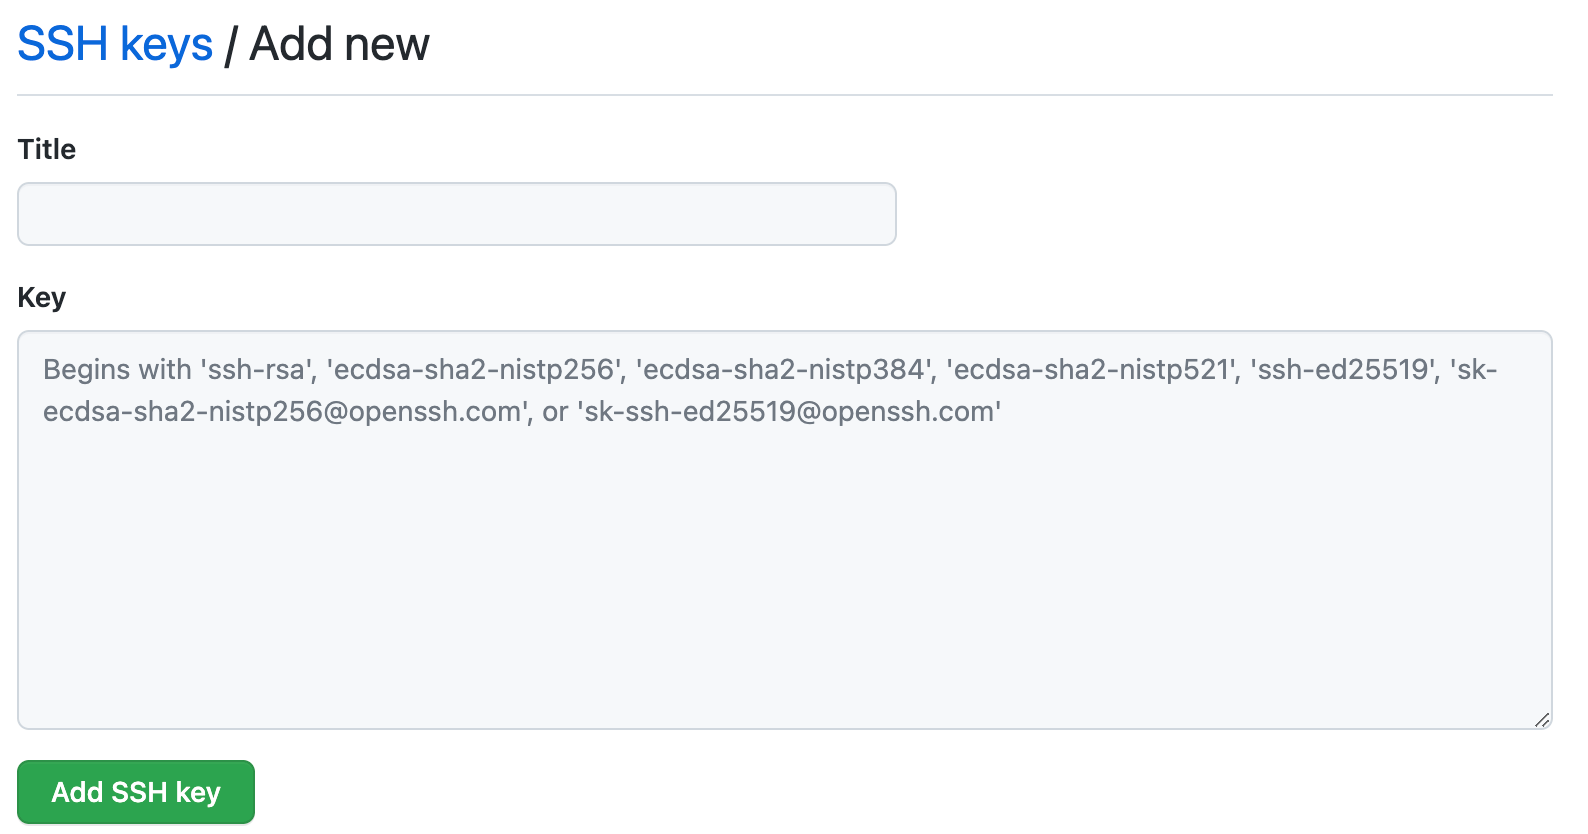 SSH keys / Add new
Title
Key
Begins with 'ssh-rsa', 'ecdsa-sha2-nistp256', 'ecdsa-sha2-nistp384', 'ecdsa-sha2-nistp521', 'ssh-ed25519', 'sk-
ecdsa-sha2-nistp256@openssh.com', or 'sk-ssh-ed25519@openssh.com'
Add SSH key